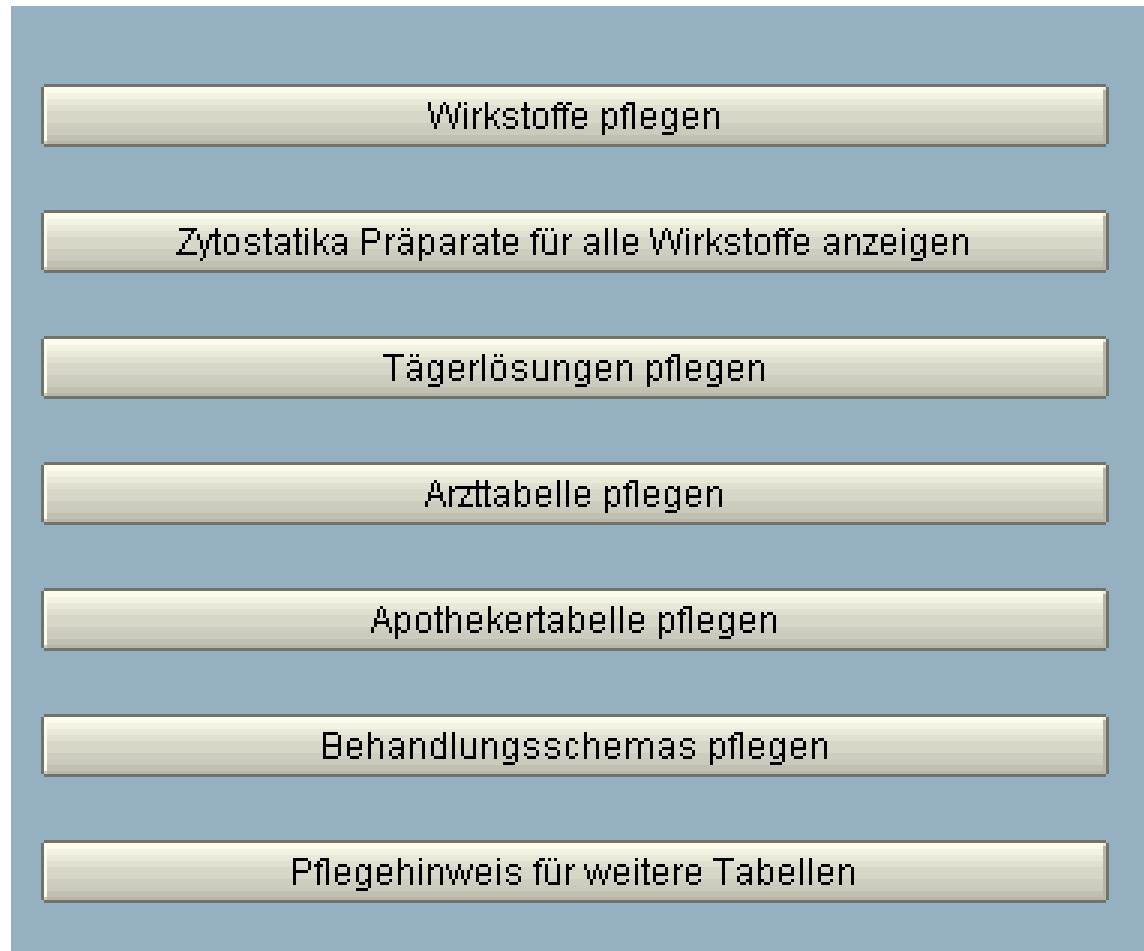 Wirkstoffe pflegen
Zytostatika Präparate für alle Wirkstoffe anzeigen
Tägerlösungen pflegen
Arzttabelle pflegen
Apothekertabelle pflegen
Behandlungsschemas pflegen
Pflegehinweis für weitere Tabellen